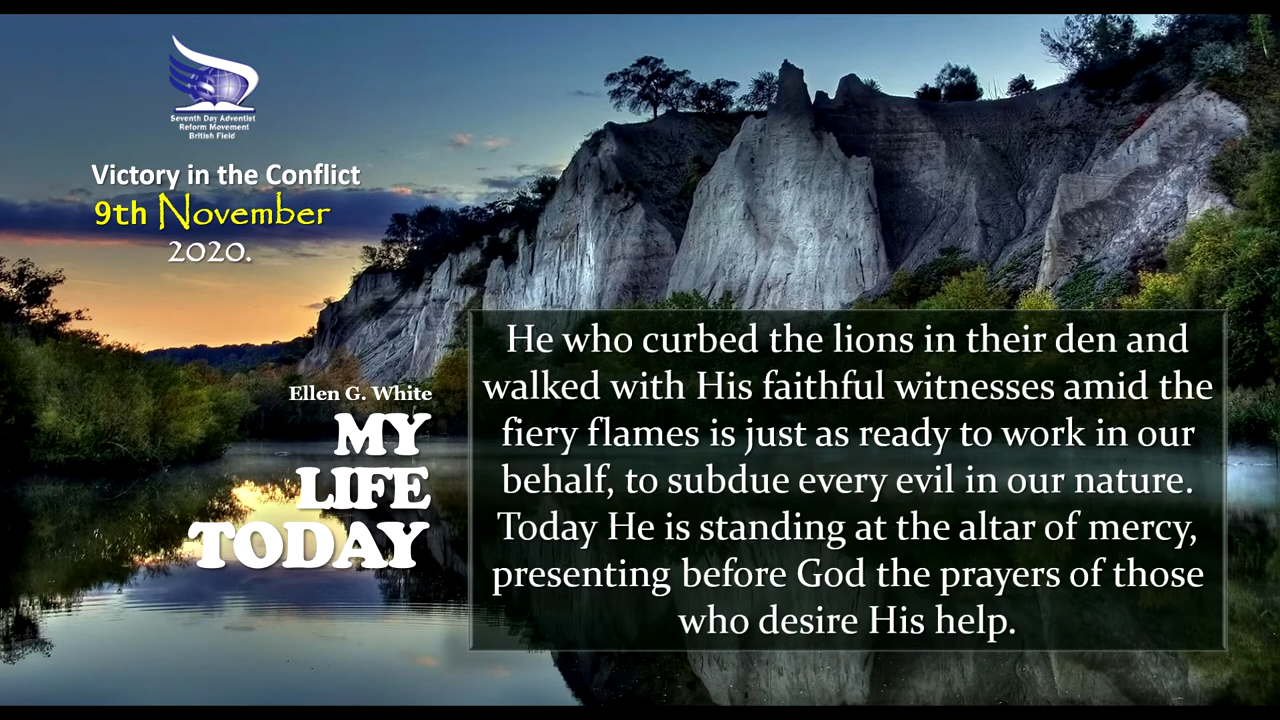 Seventh Day Adventist
Reform Movement
British Field
Victory in the Conflict
9th November
2020.
Ellen G. White
MY
LIFE
TODAY
He who curbed the lions in their den and
walked with His faithful witnesses amid the
fiery flames is just as ready to work in our
behalf, to subdue every evil in our nature.
Today He is standing at the altar of mercy,
presenting before God the prayers of those
who desire His help.